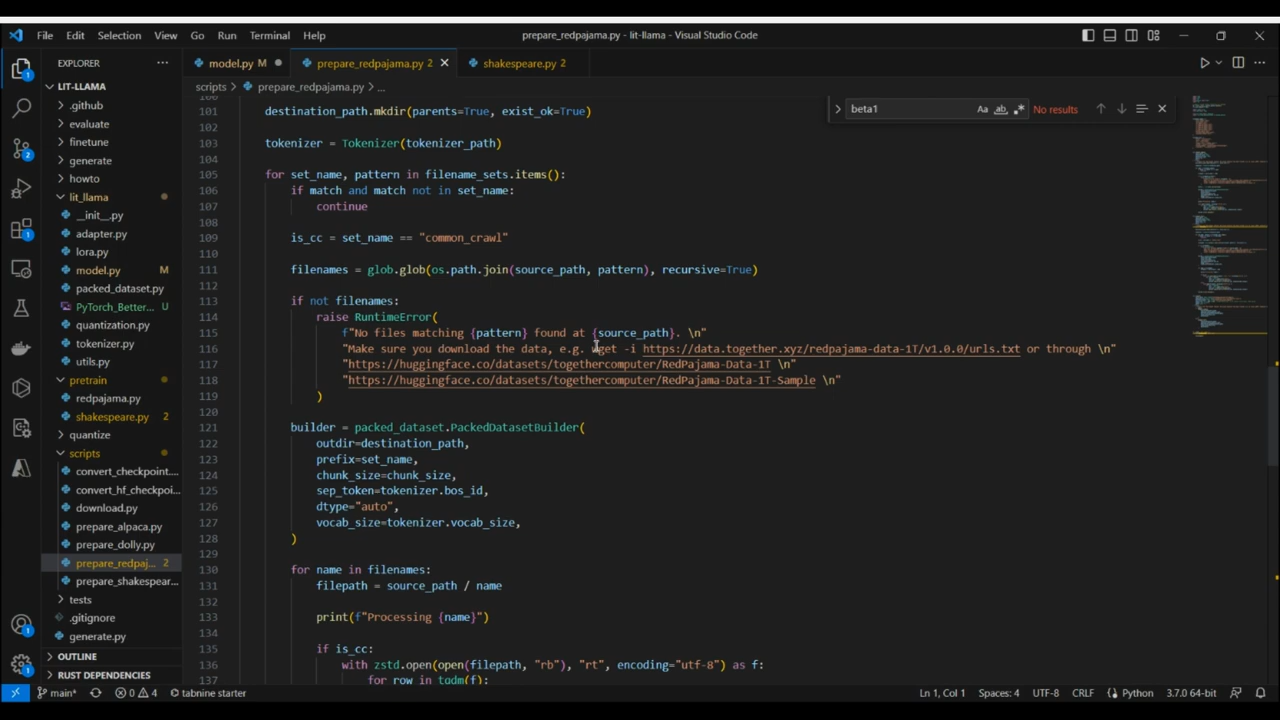 File Edit Selection View Go Run Terminal Help prepare_redpajama.py - lit-llama - Visual Studio Code
EXPLORER
model.py M
prepare_redpajama.py 2
shakespeare.py 2
LIT-LLAMA
.github
evaluate
finetune
generate
howto
lit_llama
__init__.py
adapter.py
lora.py
model.py M
packed_dataset.py
PyTorch_Better... U
quantization.py
tokenizer.py
utils.py
pretrain
redpajama.py
shakespeare.py 2
quantize
scripts
convert_checkpoint....
convert_hf_checkpoint...
download.py
prepare_alpaca.py
prepare_dolly.py
prepare_redpaj... 2
prepare_shakespear...
tests
.gitignore
generate.py
OUTLINE
RUST DEPENDENCIES
scripts > prepare_redpajama.py > ...
beta1 Aa ab .* No results
101 destination_path.mkdir(parents=True, exist_ok=True)
102
103 tokenizer = Tokenizer(tokenizer_path)
104
105 for set_name, pattern in filename_sets.items():
106 if match and match not in set_name:
107 continue
108
109 is_cc = set_name == "common_crawl"
110
111 filenames = glob.glob(os.path.join(source_path, pattern), recursive=True)
112
113 if not filenames:
114 raise RuntimeError(
115 f"No files matching {pattern} found at {source_path}. \n"
116 "Make sure you download the data, e.g. wget -i https://data.together.xyz/redpajama-data-1T/v1.0.0/urls.txt or through \n"
117 "https://huggingface.co/datasets/togethercomputer/RedPajama-Data-1T \n"
118 "https://huggingface.co/datasets/togethercomputer/RedPajama-Data-1T-Sample \n"
119 )
120
121 builder = packed_dataset.PackedDatasetBuilder(
122 outdir=destination_path,
123 prefix=set_name,
124 chunk_size=chunk_size,
125 sep_token=tokenizer.bos_id,
126 dtype="auto",
127 vocab_size=tokenizer.vocab_size,
128 )
129
130 for name in filenames:
131 filepath = source_path / name
132
133 print(f"Processing {name}")
134
135 if is_cc:
136 with zstd.open(open(filepath, "rb"), "rt", encoding="utf-8") as f:
137 for row in tqdm(f):
main* 0 4 tabnine starter Ln 1, Col 1 Spaces: 4 UTF-8 CRLF Python 3.7.0 64-bit